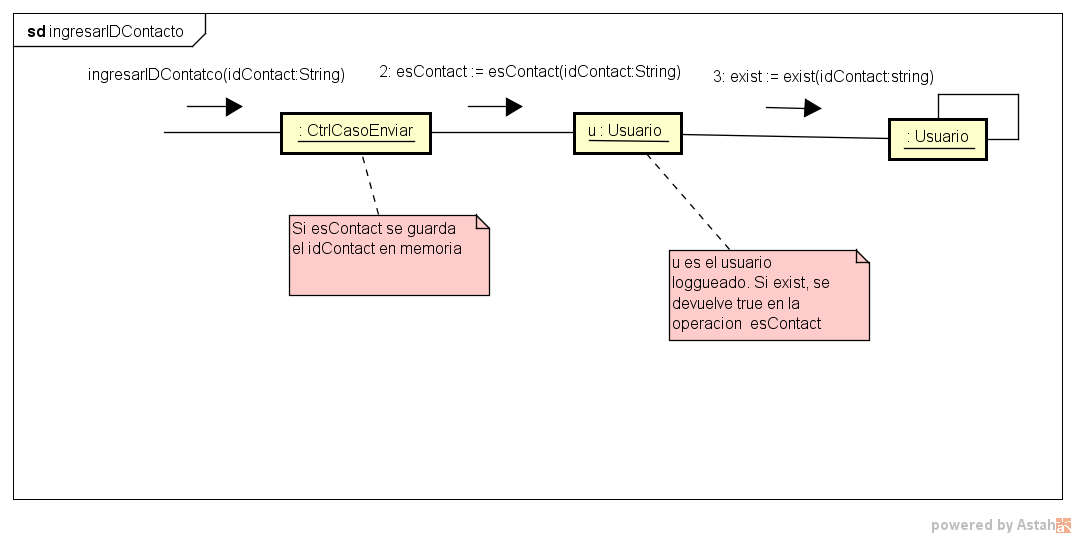 sd ingresarIDContacto
ingresarIDContatco(idContact:String)
2: esContact := esContact(idContact:String)
3: exist := exist(idContact:string)
: CtrlCasoEnviar
u : Usuario
: Usuario
Si esContact se guarda
el idContact en memoria
u es el usuario
loggueado. Si exist, se
devuelve true en la
operacion esContact
powered by Astah